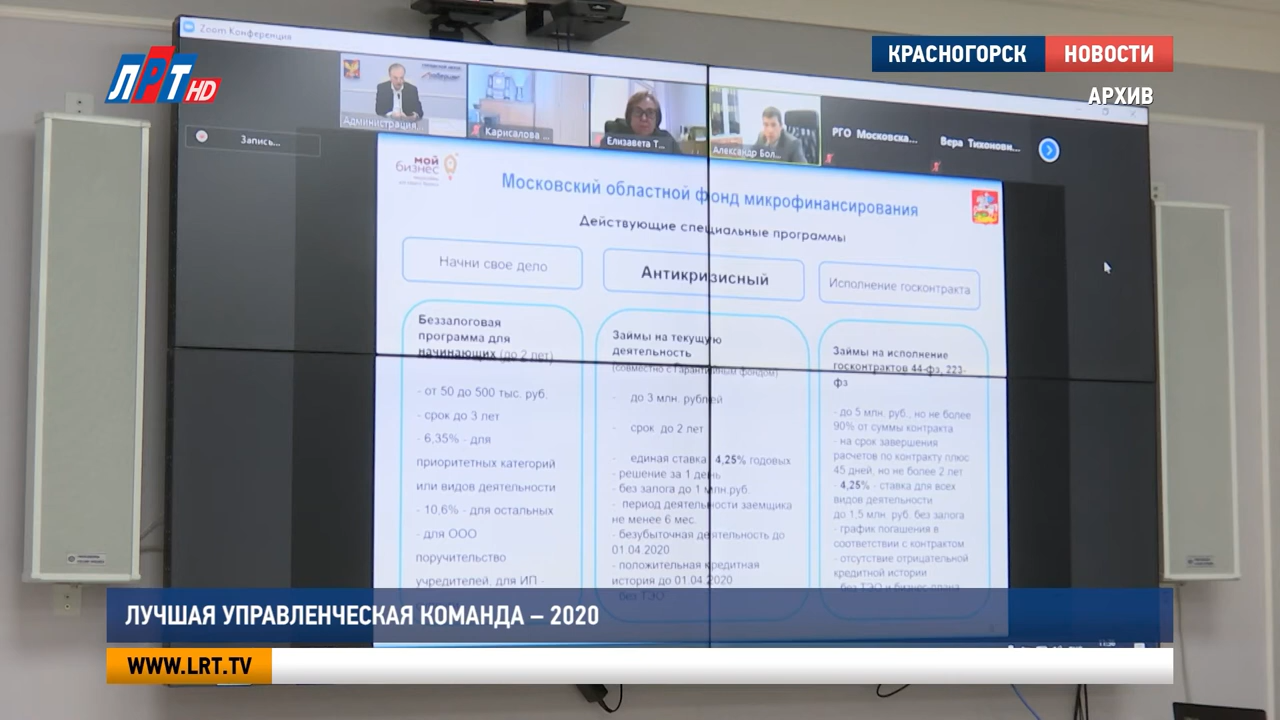 Zoom Конференция
ЛРТ HD
КРАСНОГОРСК НОВОСТИ
АРХИВ
Администрация...
Карисалова ...
Елизавета Т...
Александр Бол...
РГО Московска...
Вера Тихоновн...
Запись...
мой бизнес
Московский областной фонд микрофинансирования
Действующие специальные программы
Начни свое дело
Антикризисный
Исполнение госконтракта
Беззалоговая
программа для
начинающих (до 2 лет)
- от 50 до 500 тыс. руб.
- срок до 3 лет
- 6,35% - для
приоритетных категорий
или видов деятельности
- 10,6% - для остальных
- для ООО
поручительство
учредителей, для ИП -
Займы на текущую
деятельность
(совместно с Гарантийным фондом)
- до 3 млн. рублей
- срок до 2 лет
- единая ставка 4,25% годовых
- решение за 1 день
- без залога до 1 млн.руб.
- период деятельности заемщика
не менее 6 мес.
- безубыточная деятельность до
01.04.2020
- положительная кредитная
история до 01.04.2020
- без ТЭО
Займы на исполнение
госконтрактов 44-фз, 223-
фз
- до 5 млн. руб., но не более
90% от суммы контракта
- на срок завершения
расчетов по контракту плюс
45 дней, но не более 2 лет
- 4,25% - ставка для всех
видов деятельности
до 1,5 млн. руб. без залога
- график погашения в
соответствии с контрактом
- отсутствие отрицательной
кредитной истории
- без ТЭО и бизнес-плана
ЛУЧШАЯ УПРАВЛЕНЧЕСКАЯ КОМАНДА – 2020
WWW.LRT.TV